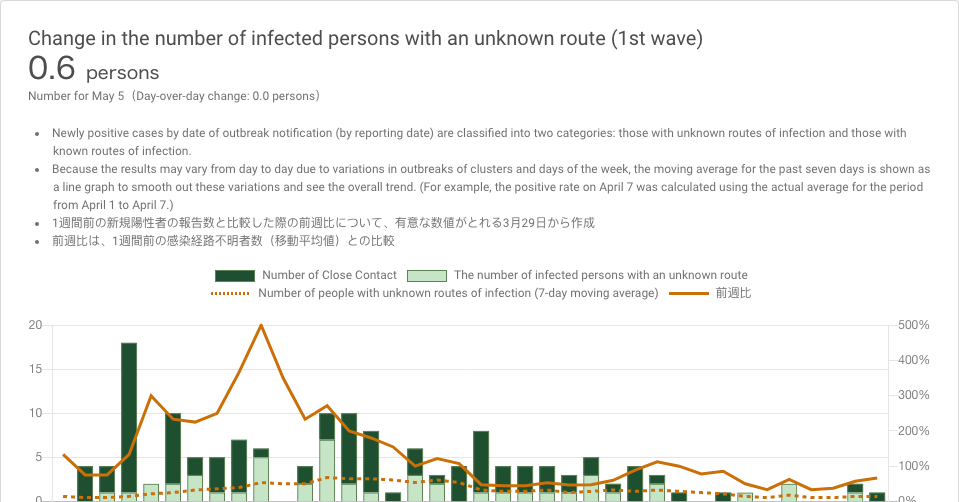 Change in the number of infected persons with an unknown route (1st wave)
0.6 persons
Number for May 5（Day-over-day change: 0.0 persons）
Newly positive cases by date of outbreak notification (by reporting date) are classified into two categories: those with unknown routes of infection and those with
known routes of infection.
Because the results may vary from day to day due to variations in outbreaks of clusters and days of the week, the moving average for the past seven days is shown as
a line graph to smooth out these variations and see the overall trend. (For example, the positive rate on April 7 was calculated using the actual average for the period
from April 1 to April 7.)
1週間前の新規陽性者の報告数と比較した際の前週比について、有意な数値がとれる3月29日から作成
前週比は、1週間前の感染経路不明者数（移動平均値）との比較
Number of Close Contact The number of infected persons with an unknown route
Number of people with unknown routes of infection (7-day moving average) 前週比
20 500%
400%
15
300%
10
200%
5 100%
0 0%